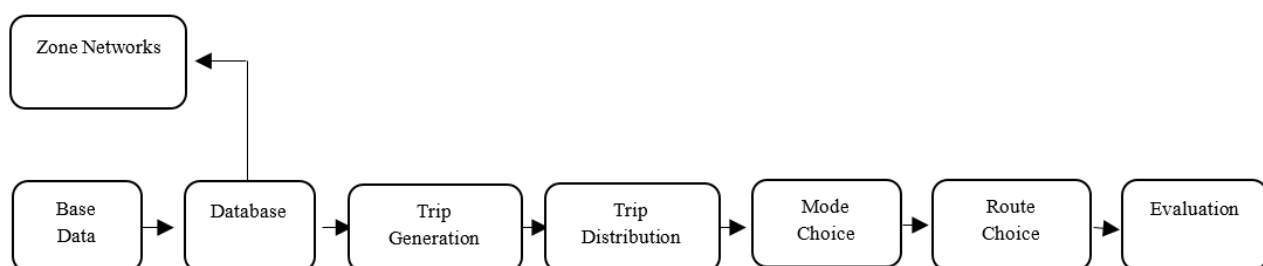 Zone Networks
Base
Data
Database
Trip
Generation
Trip
Distribution
Mode
Choice
Route
Choice
Evaluation